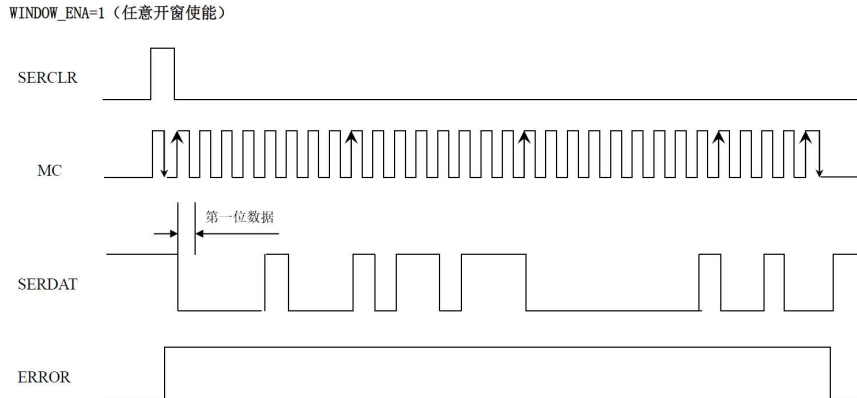 WINDOW_ENA=1（任意开窗使能）
SERCLR
MC
第一位数据
SERDAT
ERROR